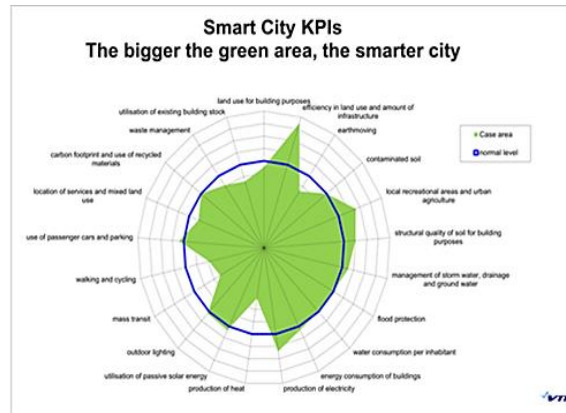 Smart City KPIs
The bigger the green area, the smarter city
land use for building purposes
efficiency in land use and amount of
infrastructure
earthmoving
contaminated soil
local recreational areas and urban
agriculture
structural quality of soil for building
purposes
management of storm water, drainage
and ground water
flood protection
water consumption per inhabitant
energy consumption of buildings
production of electricity
production of heat
utilisation of passive solar energy
outdoor lighting
mass transit
walking and cycling
use of passenger cars and parking
location of services and mixed land
use
carbon footprint and use of recycled
materials
waste management
utilisation of existing building stock
Case area
normal level
VTT